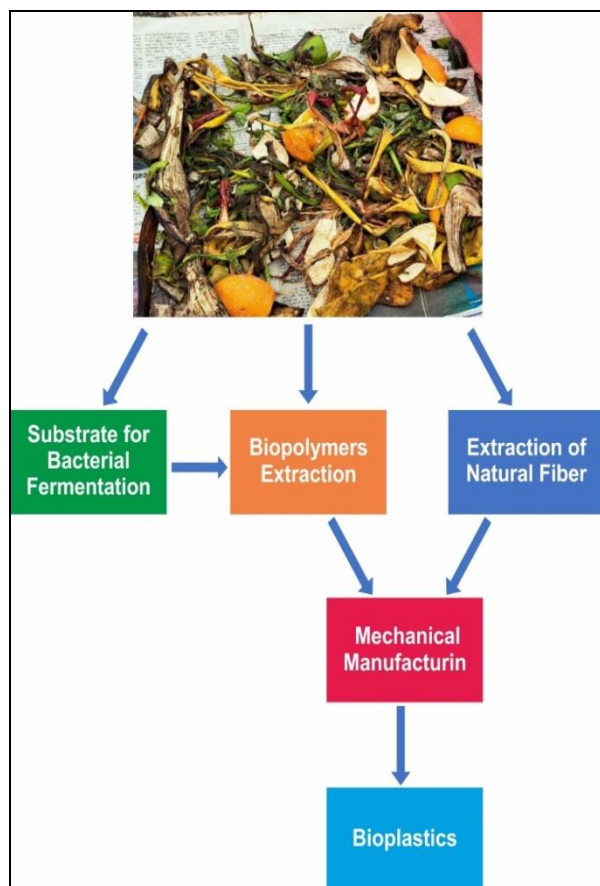 Substrate for
Bacterial
Fermentation
Biopolymers
Extraction
Extraction of
Natural Fiber
Mechanical
Manufacturin
Bioplastics